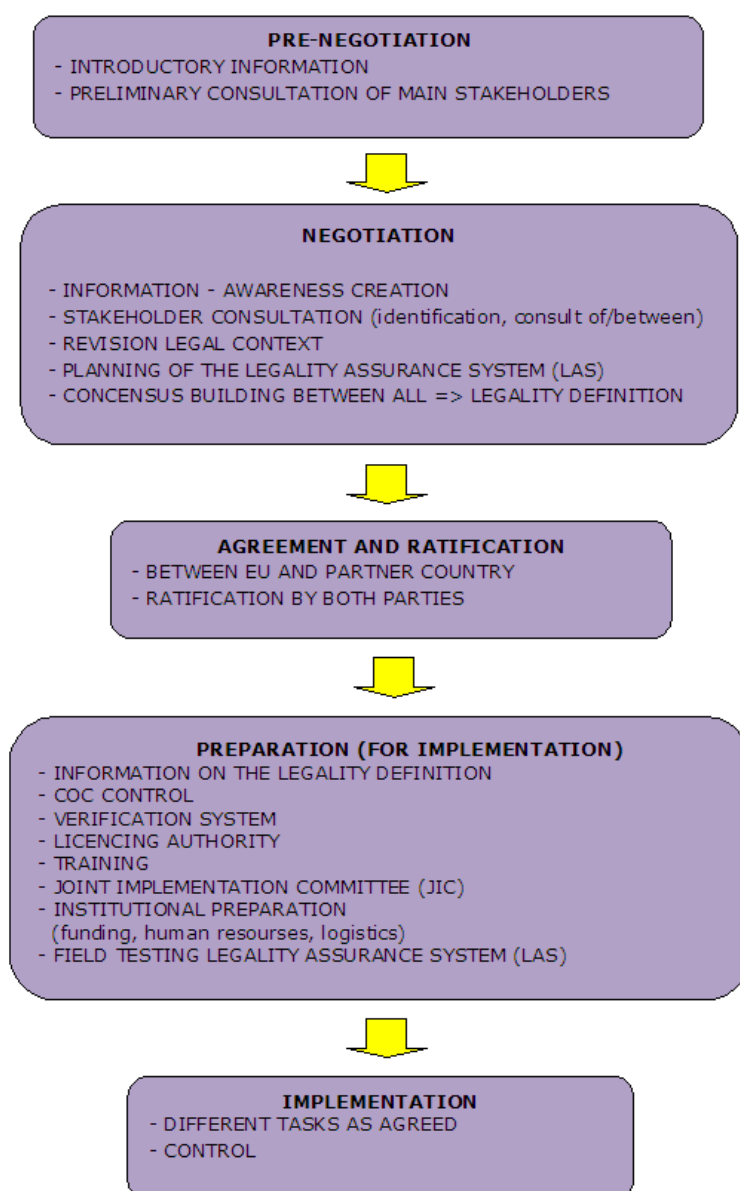 PRE-NEGOTIATION
- INTRODUCTORY INFORMATION
- PRELIMINARY CONSULTATION OF MAIN STAKEHOLDERS
NEGOTIATION
- INFORMATION - AWARENESS CREATION
- STAKEHOLDER CONSULTATION (identification, consult of/between)
- REVISION LEGAL CONTEXT
- PLANNING OF THE LEGALITY ASSURANCE SYSTEM (LAS)
- CONCENSUS BUILDING BETWEEN ALL => LEGALITY DEFINITION
AGREEMENT AND RATIFICATION
- BETWEEN EU AND PARTNER COUNTRY
- RATIFICATION BY BOTH PARTIES
PREPARATION (FOR IMPLEMENTATION)
- INFORMATION ON THE LEGALITY DEFINITION
- COC CONTROL
- VERIFICATION SYSTEM
- LICENCING AUTHORITY
- TRAINING
- JOINT IMPLEMENTATION COMMITTEE (JIC)
- INSTITUTIONAL PREPARATION
(funding, human resourses, logistics)
- FIELD TESTING LEGALITY ASSURANCE SYSTEM (LAS)
IMPLEMENTATION
- DIFFERENT TASKS AS AGREED
- CONTROL